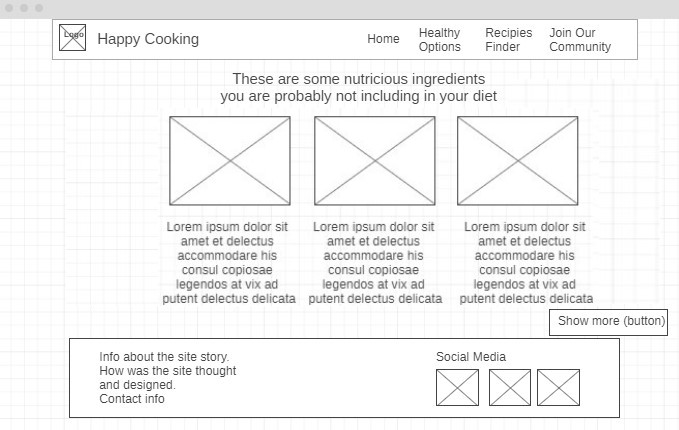 Logo
Happy Cooking
Home
Healthy
Options
Recipies
Finder
Join Our
Community
These are some nutricious ingredients
you are probably not including in your diet
Lorem ipsum dolor sit
amet et delectus
accommodare his
consul copiosae
legendos at vix ad
putent delectus delicata
Lorem ipsum dolor sit
amet et delectus
accommodare his
consul copiosae
legendos at vix ad
putent delectus delicata
Lorem ipsum dolor sit
amet et delectus
accommodare his
consul copiosae
legendos at vix ad
putent delectus delicata
Show more (button)
Info about the site story.
How was the site thought
and designed.
Contact info
Social Media